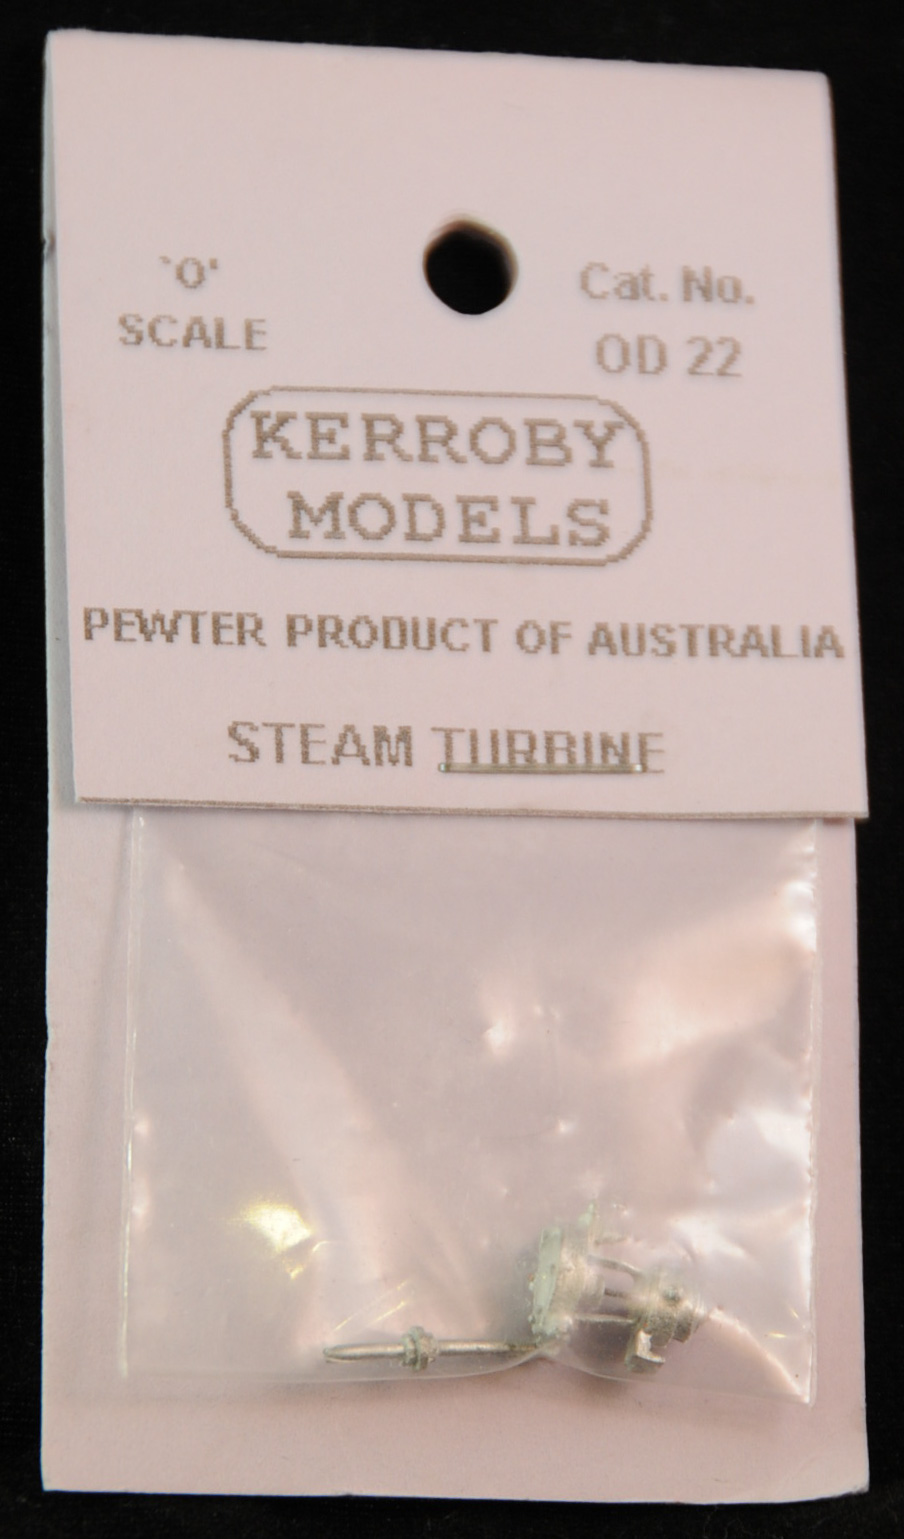 `O'
SCALE
Cat. No.
OD 22
KERROBY
MODELS
PEWTER PRODUCT OF AUSTRALIA
STEAM TURBINE